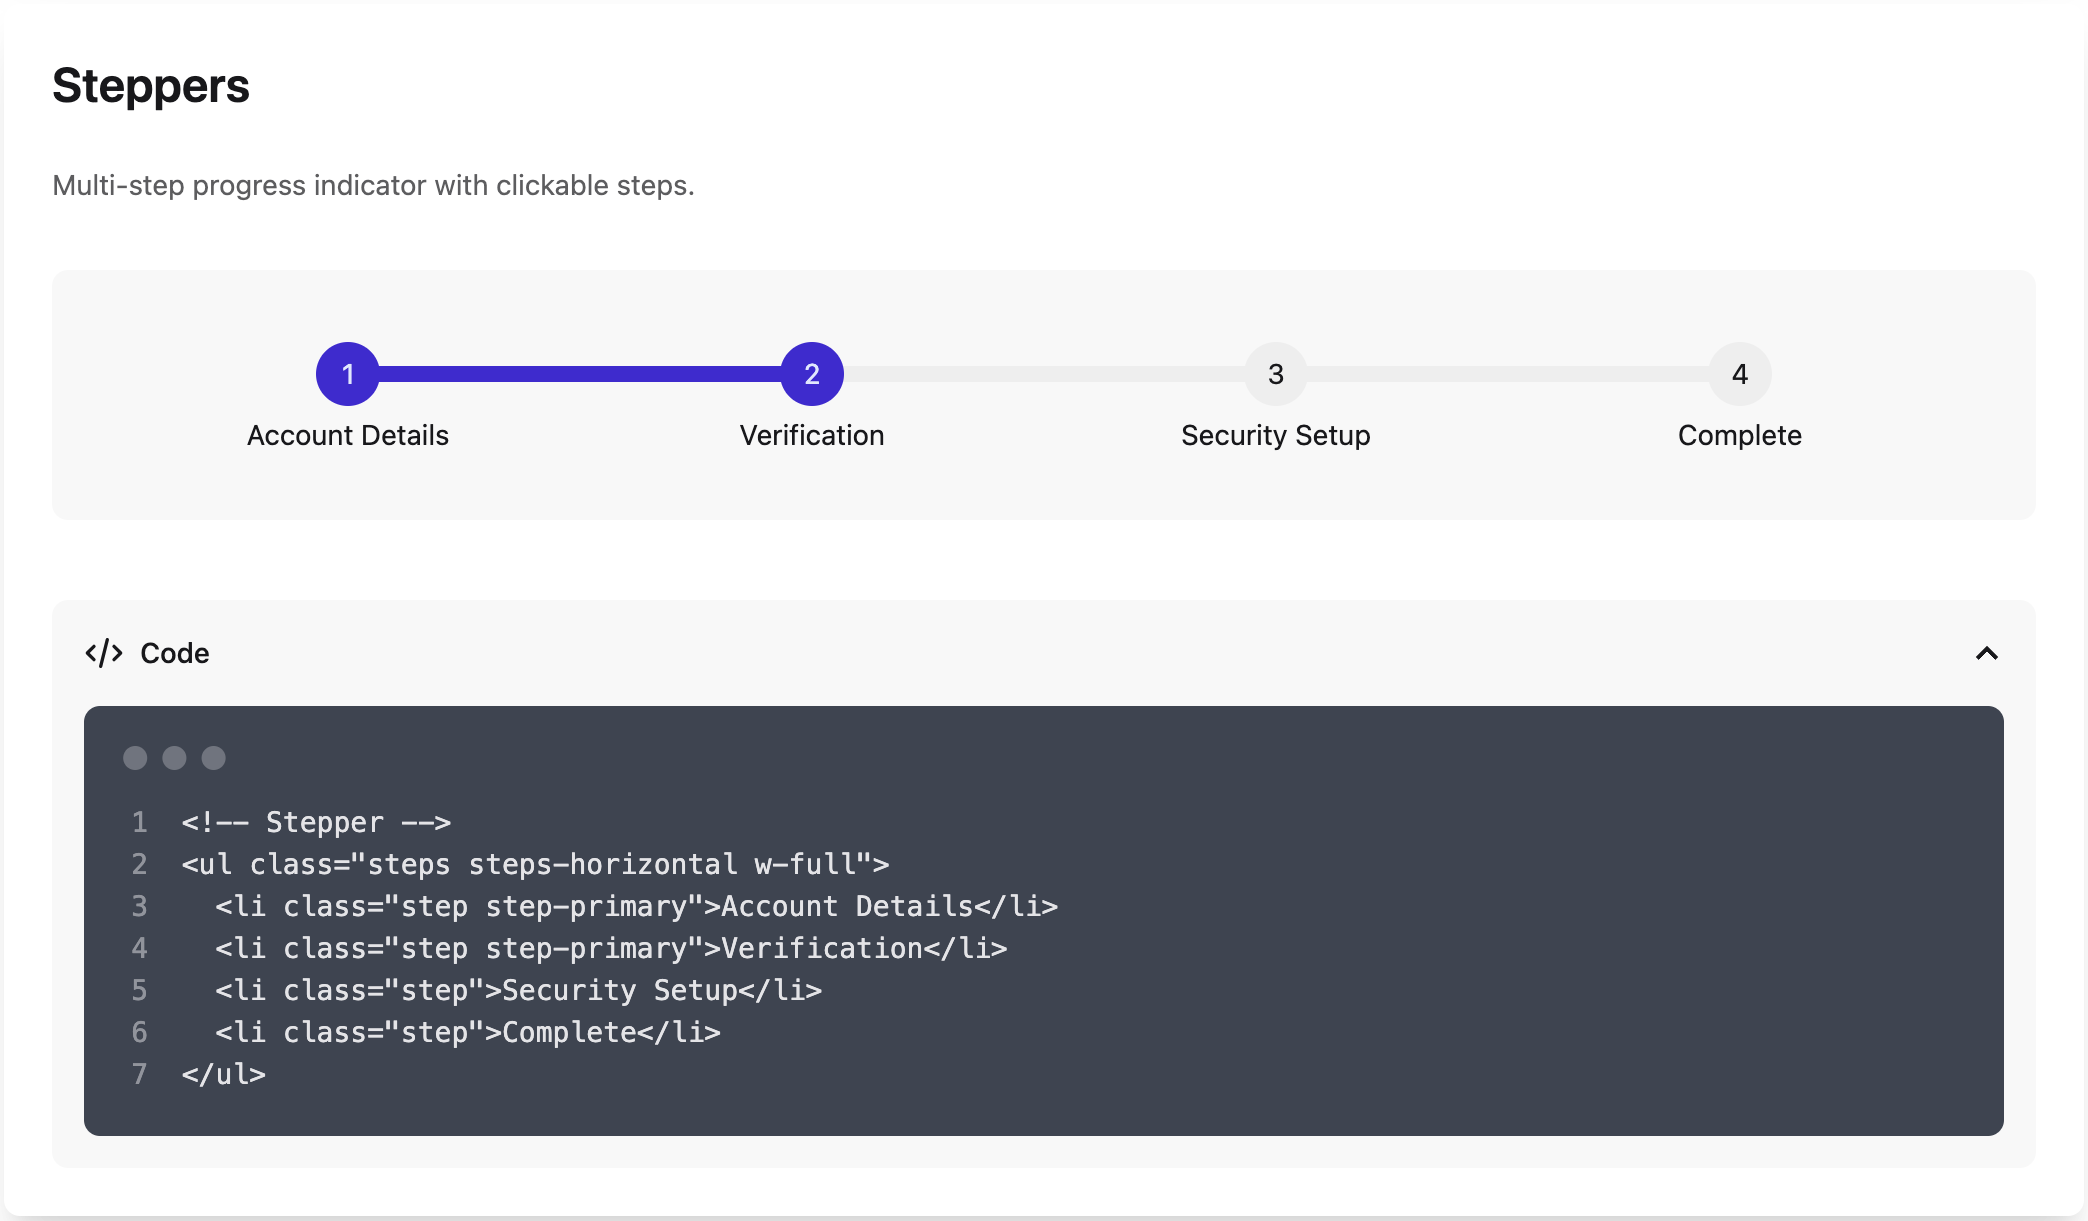 Steppers
Multi-step progress indicator with clickable steps.
1 2 3 4
Account Details Verification Security Setup Complete
</> Code
1 <!-- Stepper -->
2 <ul class="steps steps-horizontal w-full">
3   <li class="step step-primary">Account Details</li>
4   <li class="step step-primary">Verification</li>
5   <li class="step">Security Setup</li>
6   <li class="step">Complete</li>
7 </ul>